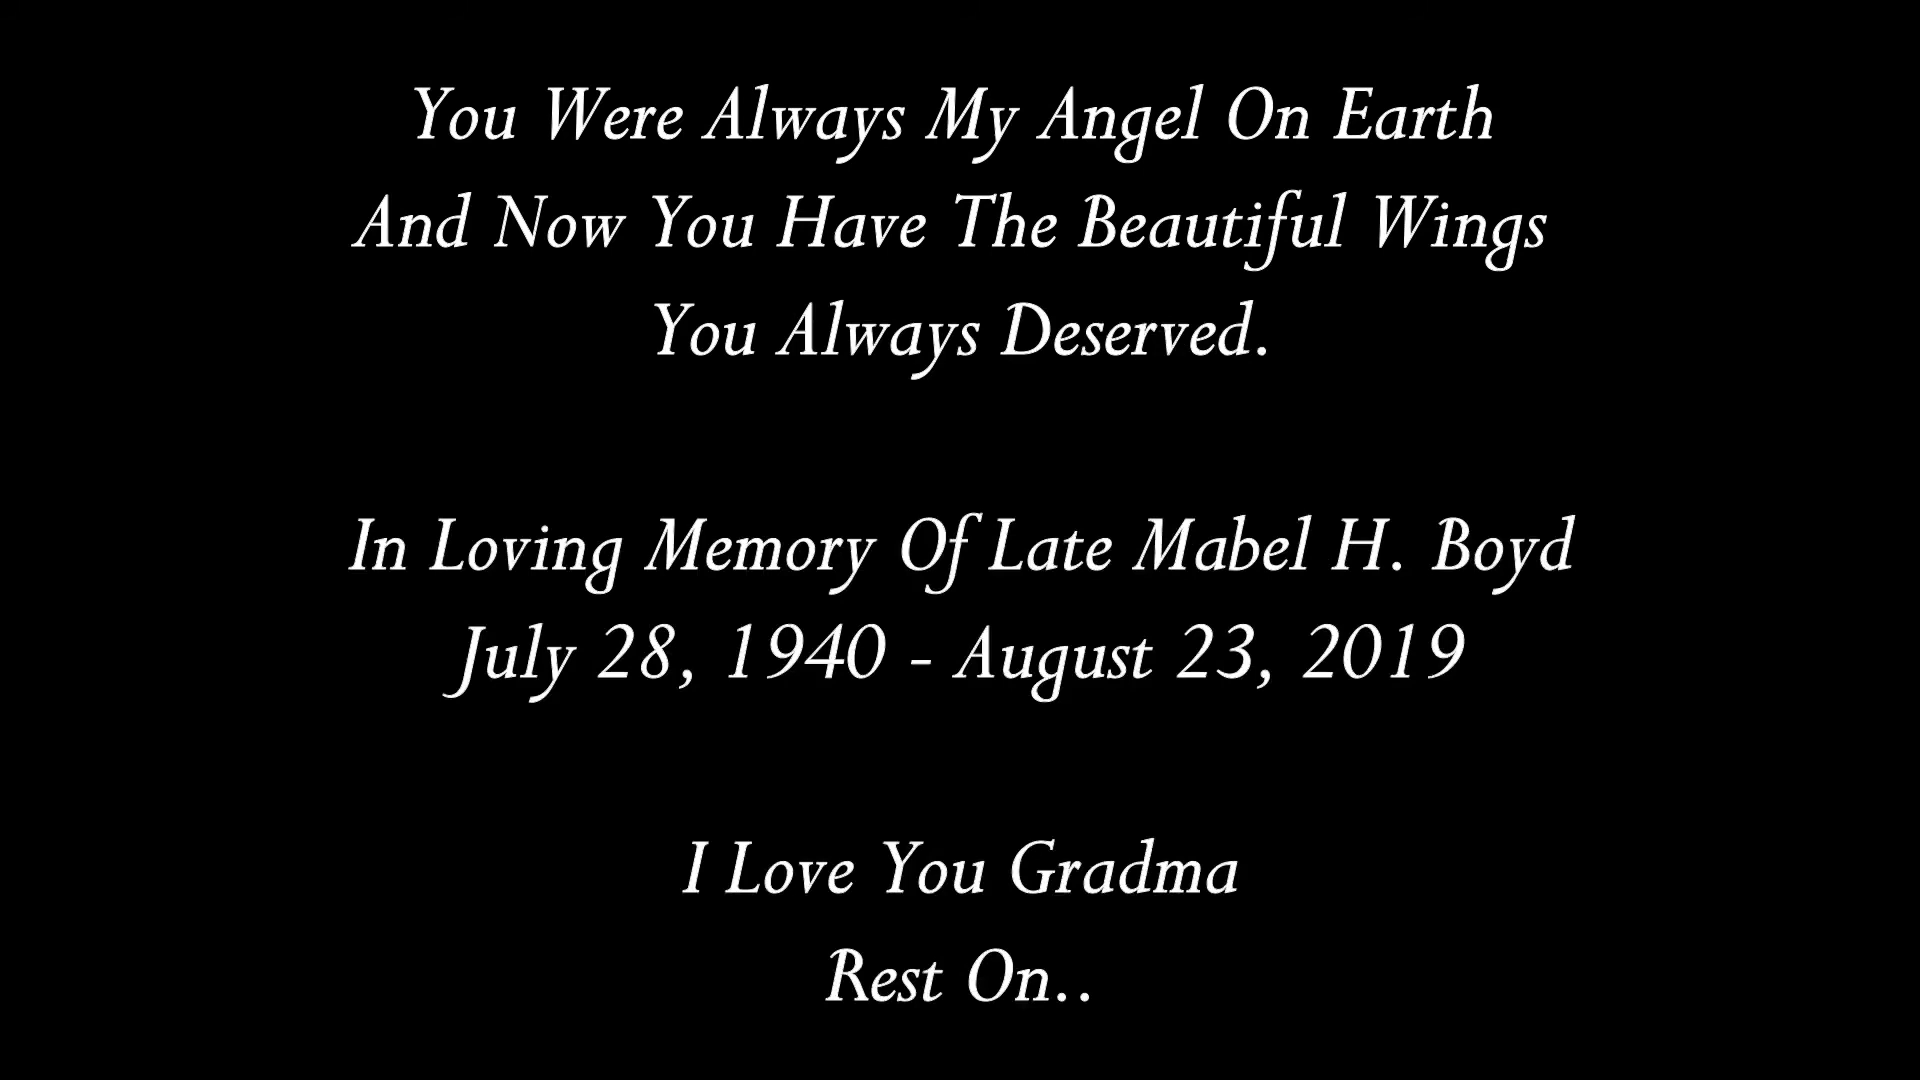 You Were Always My Angel On Earth
And Now You Have The Beautiful Wings
You Always Deserved.
In Loving Memory Of Late Mabel H. Boyd
July 28, 1940 - August 23, 2019
I Love You Gradma
Rest On..